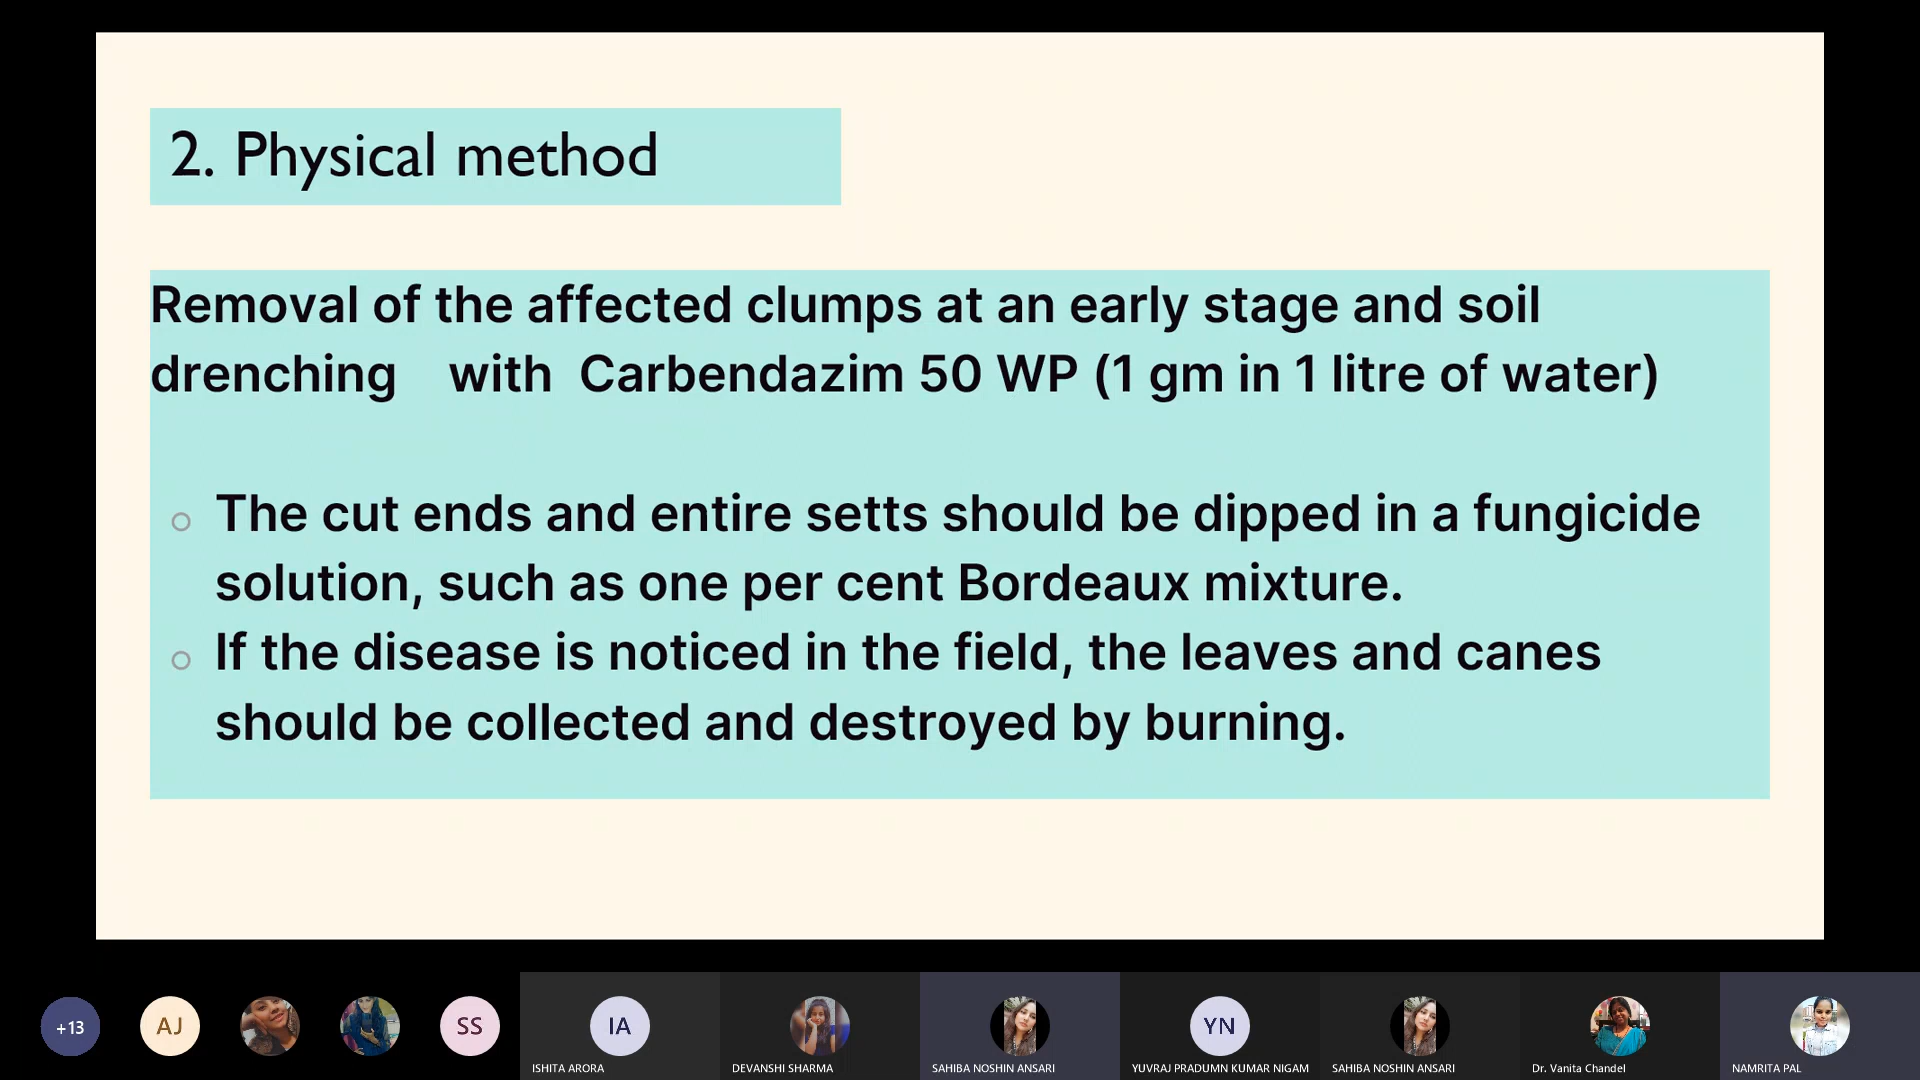 2. Physical method
Removal of the affected clumps at an early stage and soil
drenching with Carbendazim 50 WP (1 gm in 1 litre of water)
The cut ends and entire setts should be dipped in a fungicide
solution, such as one per cent Bordeaux mixture.
If the disease is noticed in the field, the leaves and canes
should be collected and destroyed by burning.
+13
AJ
SS
IA
YN
ISHITA ARORA
DEVANSHI SHARMA
SAHIBA NOSHIN ANSARI
YUVRAJ PRADUMN KUMAR NIGAM
SAHIBA NOSHIN ANSARI
Dr. Vanita Chandel
NAMRITA PAL